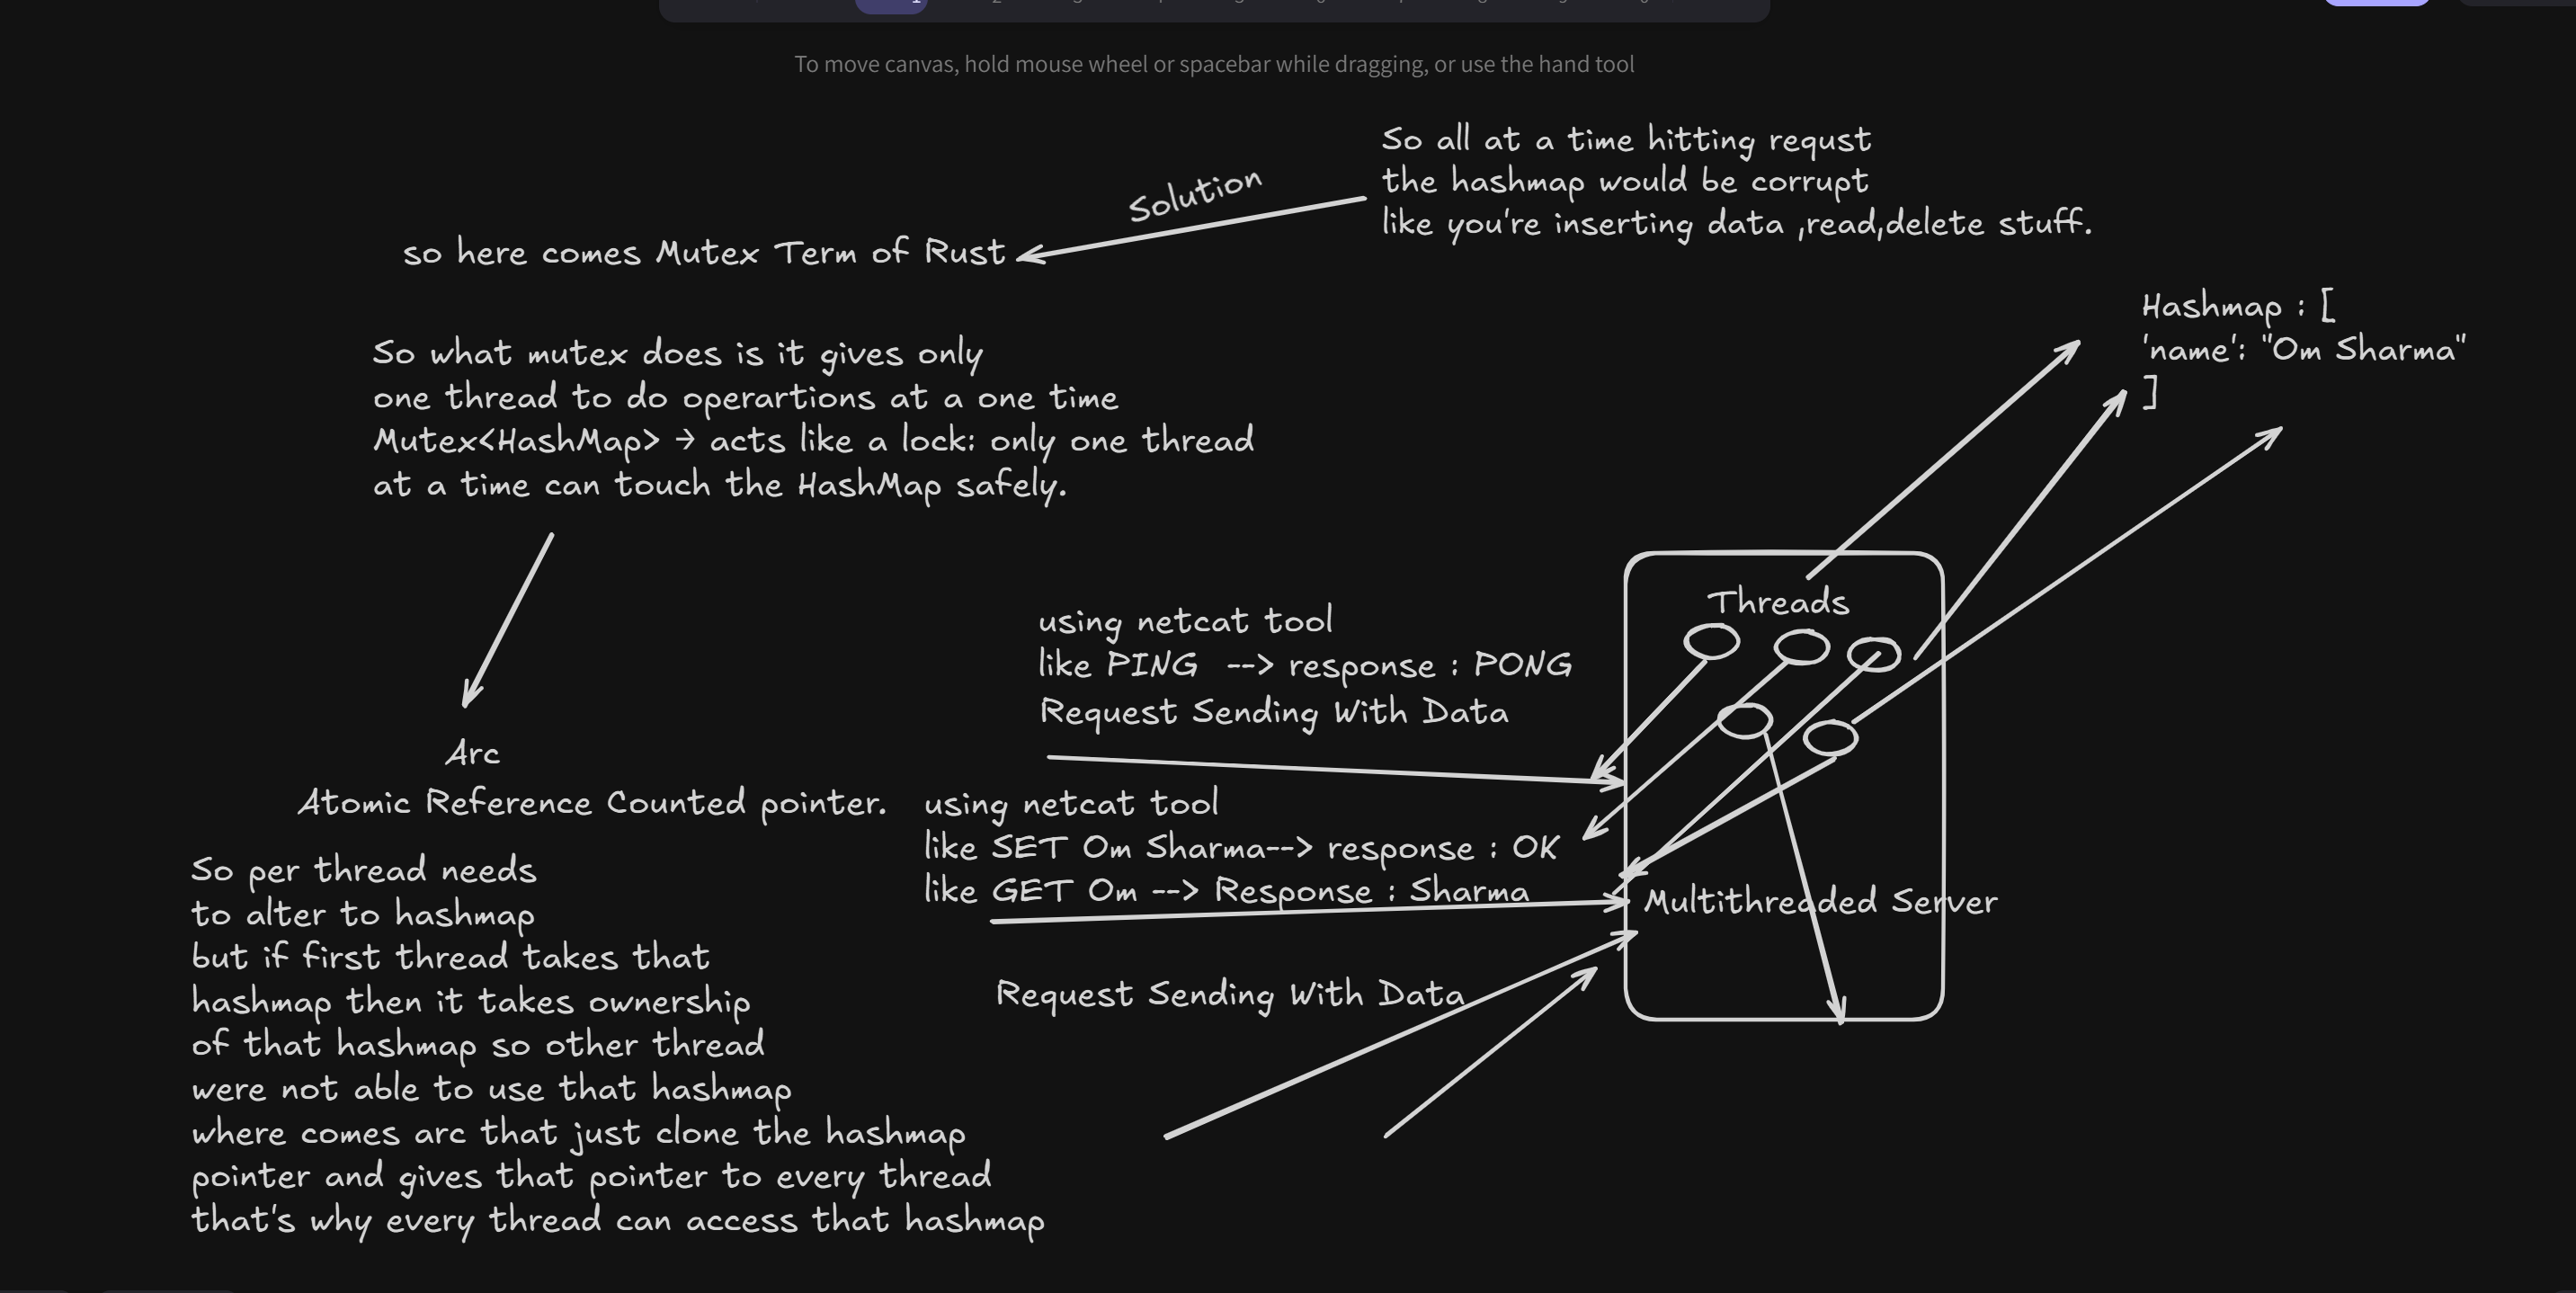 To move canvas, hold mouse wheel or spacebar while dragging, or use the hand tool
So all at a time hitting requst
the hashmap would be corrupt
like you're inserting data ,read,delete stuff.
Solution
so here comes Mutex Term of Rust
Hashmap : [
'name': "Om Sharma"
]
So what mutex does is it gives only
one thread to do operartions at a one time
Mutex<HashMap> → acts like a lock: only one thread
at a time can touch the HashMap safely.
Threads
using netcat tool
like PING --> response : PONG
Request Sending With Data
Arc
Atomic Reference Counted pointer.
using netcat tool
like SET Om Sharma--> response : OK
like GET Om --> Response : Sharma
Multithreaded Server
Request Sending With Data
So per thread needs
to alter to hashmap
but if first thread takes that
hashmap then it takes ownership
of that hashmap so other thread
were not able to use that hashmap
where comes arc that just clone the hashmap
pointer and gives that pointer to every thread
that's why every thread can access that hashmap